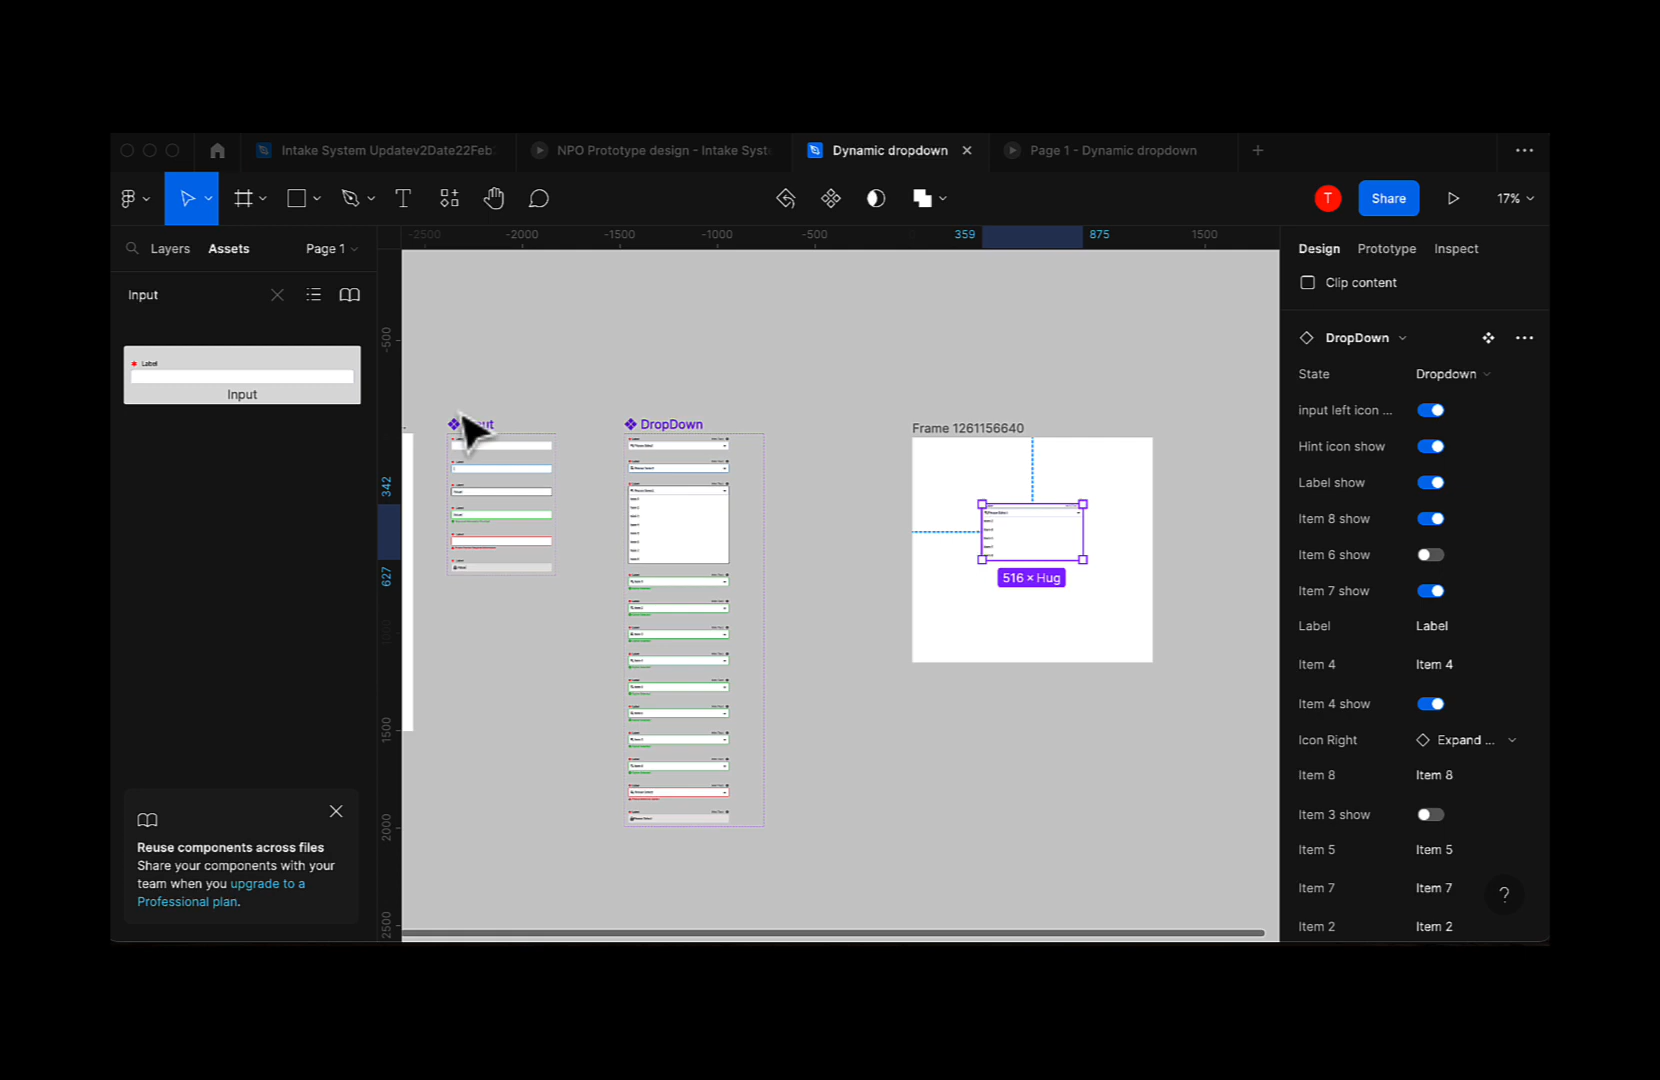 Intake System Updatev2Date22Feb
NPO Prototype design - Intake Syst
Dynamic dropdown
Page 1 - Dynamic dropdown
T
Share
17%
Layers
Assets
Page 1
-2500
-2000
-1500
-1000
-500
359
875
1500
Design
Prototype
Inspect
Input
Clip content
-500
Label
Input
DropDown
State
Dropdown
input left icon ...
Hint icon show
Label show
Item 8 show
Item 6 show
Item 7 show
Label
Label
Item 4
Item 4
Item 4 show
Icon Right
Expand ...
Item 8
Item 8
Item 3 show
Item 5
Item 5
Item 7
Item 7
Item 2
Item 2
DropDown
Frame 1261156640
342
627
1000
1500
2000
2500
516 × Hug
Reuse components across files
Share your components with your
team when you upgrade to a
Professional plan.
?